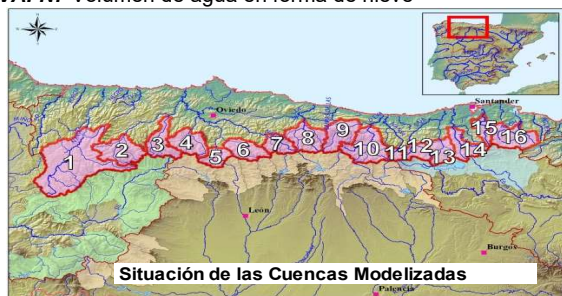 Volumen de agua en forma de nieve
Oviedo
Santander
1
2
3
4
5
6
7
8
9
10
11
12
13
14
15
16
León
Burgos
Situación de las Cuencas Modelizadas
Palencia